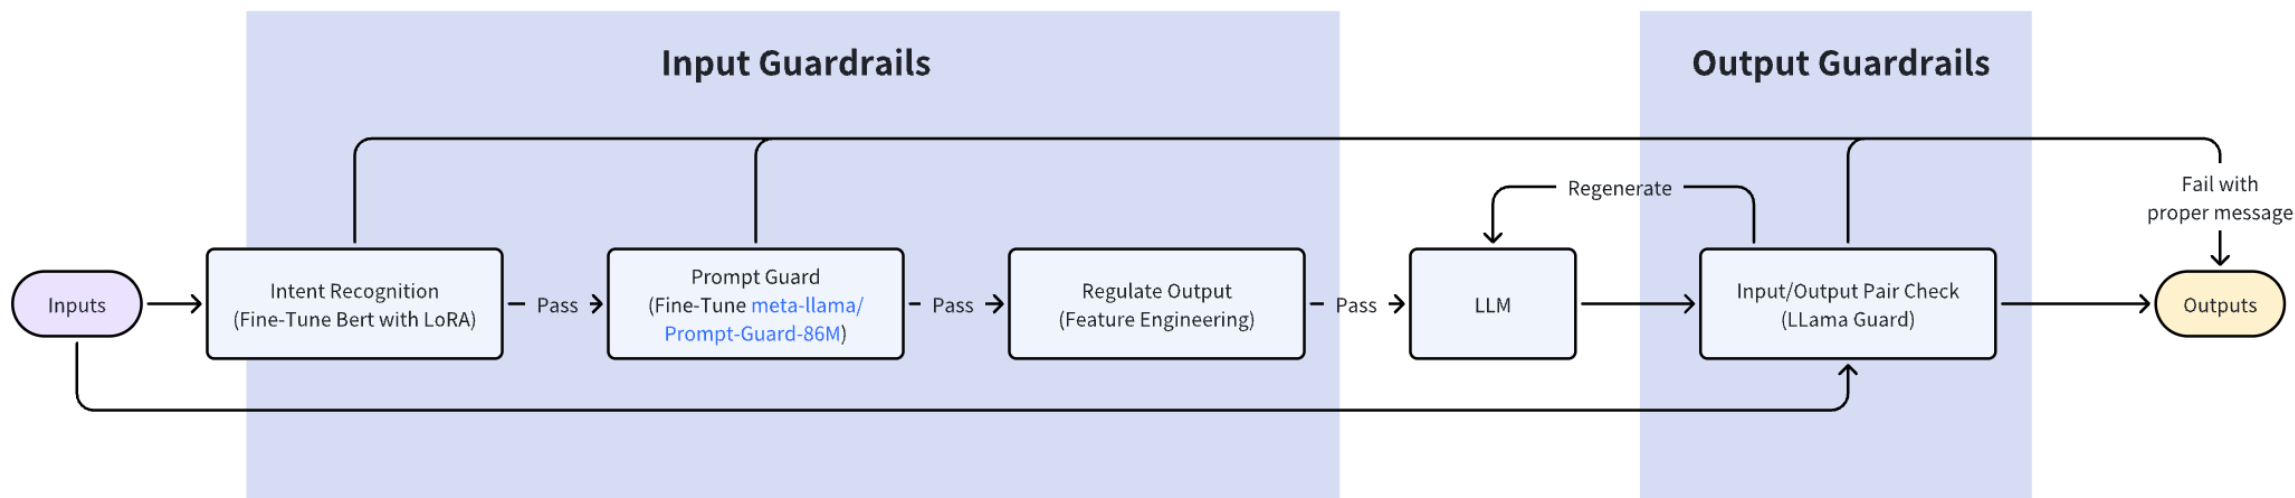 Input Guardrails
Output Guardrails
Regenerate
Fail with
proper message
Inputs
Intent Recognition
(Fine-Tune Bert with LoRA)
Pass
Prompt Guard
(Fine-Tune meta-llama/
Prompt-Guard-86M)
Pass
Regulate Output
(Feature Engineering)
Pass
LLM
Input/Output Pair Check
(LLama Guard)
Outputs